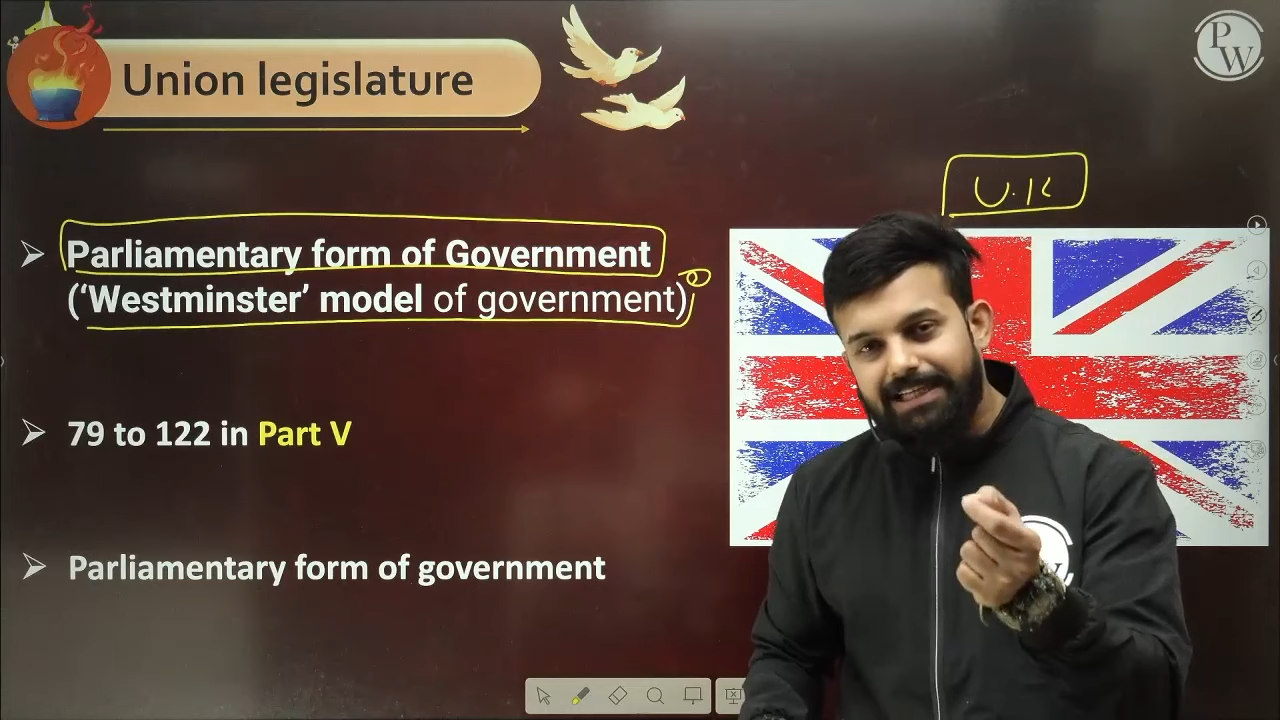 Union legislature
PW
U.K
Parliamentary form of Government
(‘Westminster’ model of government)
79 to 122 in Part V
Parliamentary form of government